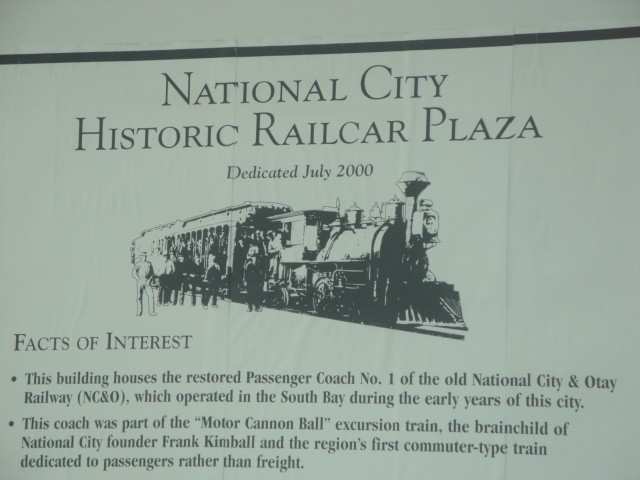 NATIONAL CITY
HISTORIC RAILCAR PLAZA
Dedicated July 2000
FACTS OF INTEREST
• This building houses the restored Passenger Coach No. 1 of the old National City & Otay
Railway (NC&O), which operated in the South Bay during the early years of this city.
• This coach was part of the “Motor Cannon Ball” excursion train, the brainchild of
National City founder Frank Kimball and the region's first commuter-type train
dedicated to passengers rather than freight.